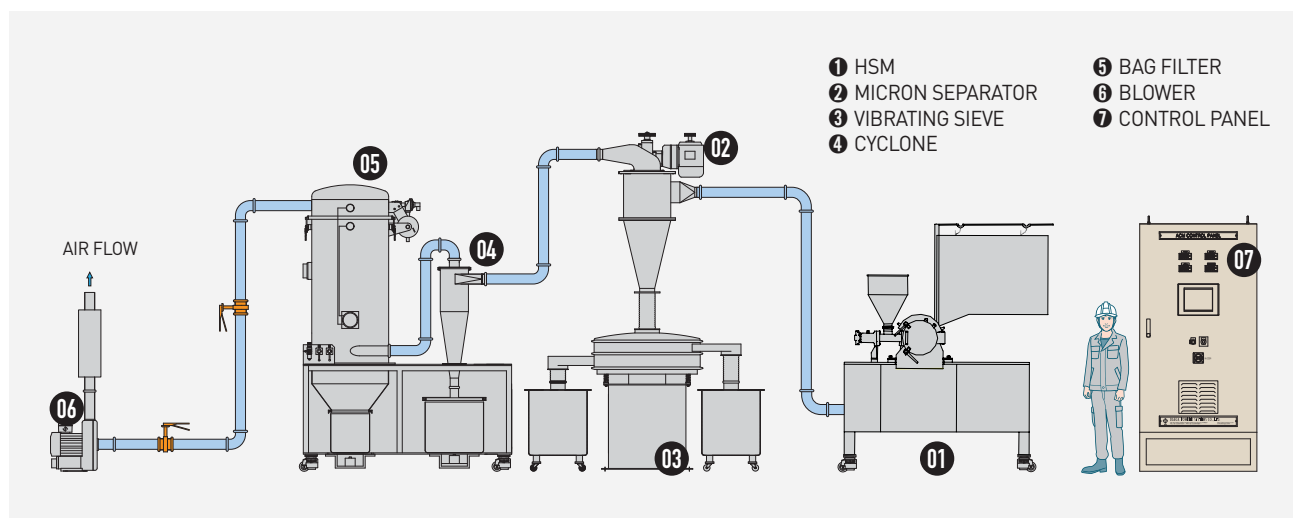 ❶ HSM
❷ MICRON SEPARATOR
❸ VIBRATING SIEVE
❹ CYCLONE
❺ BAG FILTER
❻ BLOWER
❼ CONTROL PANEL
02
05
04
AIR FLOW
07
ACM CONTROL PANEL
06
03
01